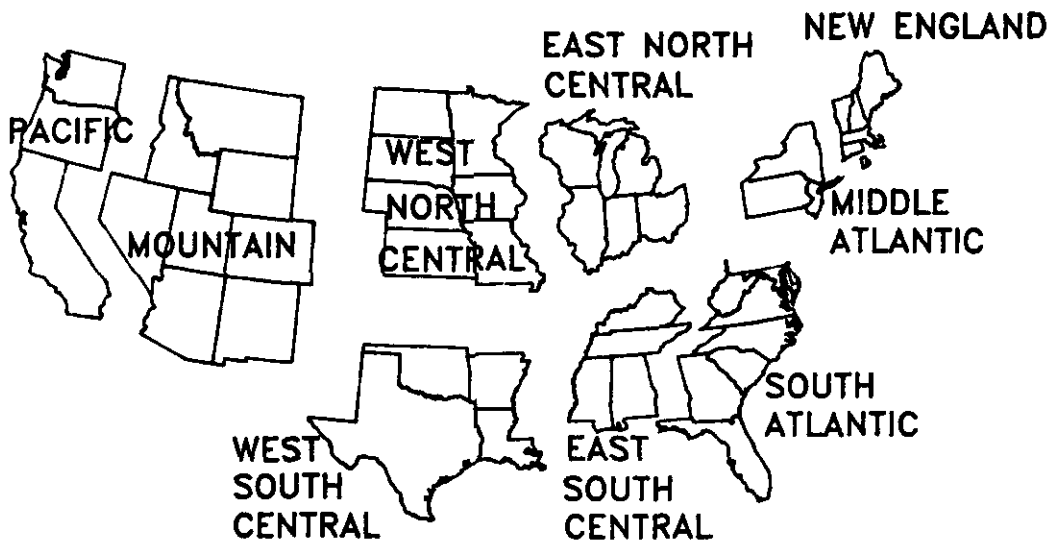 NEW ENGLAND
EAST NORTH
CENTRAL
PACIFIC
WEST
NORTH
CENTRAL
MOUNTAIN
MIDDLE
ATLANTIC
SOUTH
ATLANTIC
WEST
SOUTH
CENTRAL
EAST
SOUTH
CENTRAL